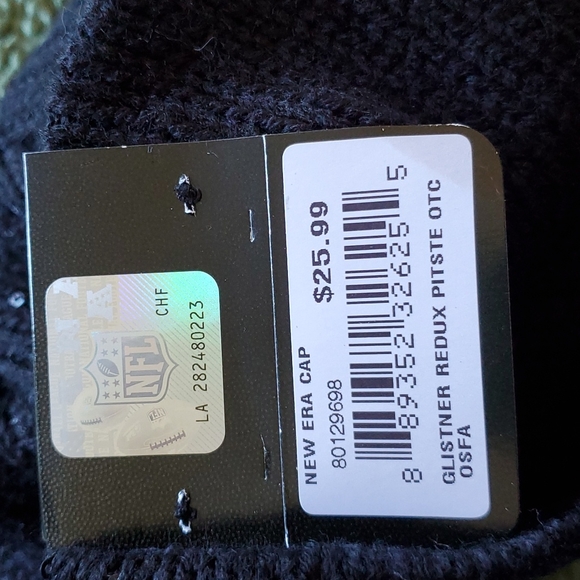 NFL
CHF
LA 282480223
NEW ERA CAP
80129698
$25.99
8 89352 32625 5
GLISTNER REDUX PITSTE OTC
OSFA